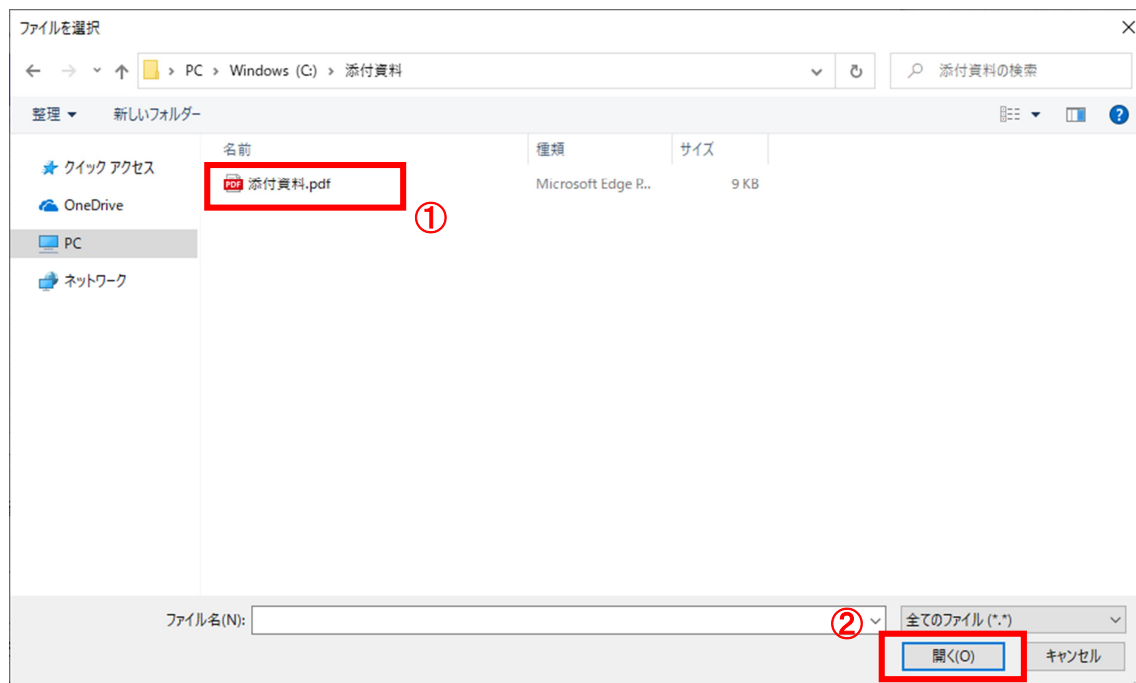 ファイルを選択
PC › Windows (C:) › 添付資料
添付資料の検索
整理 新しいフォルダー
名前 種類 サイズ
クイック アクセス
PDF 添付資料.pdf Microsoft Edge P... 9 KB
①
OneDrive
PC
ネットワーク
ファイル名(N):
②
全てのファイル (*.*)
開く(O) キャンセル